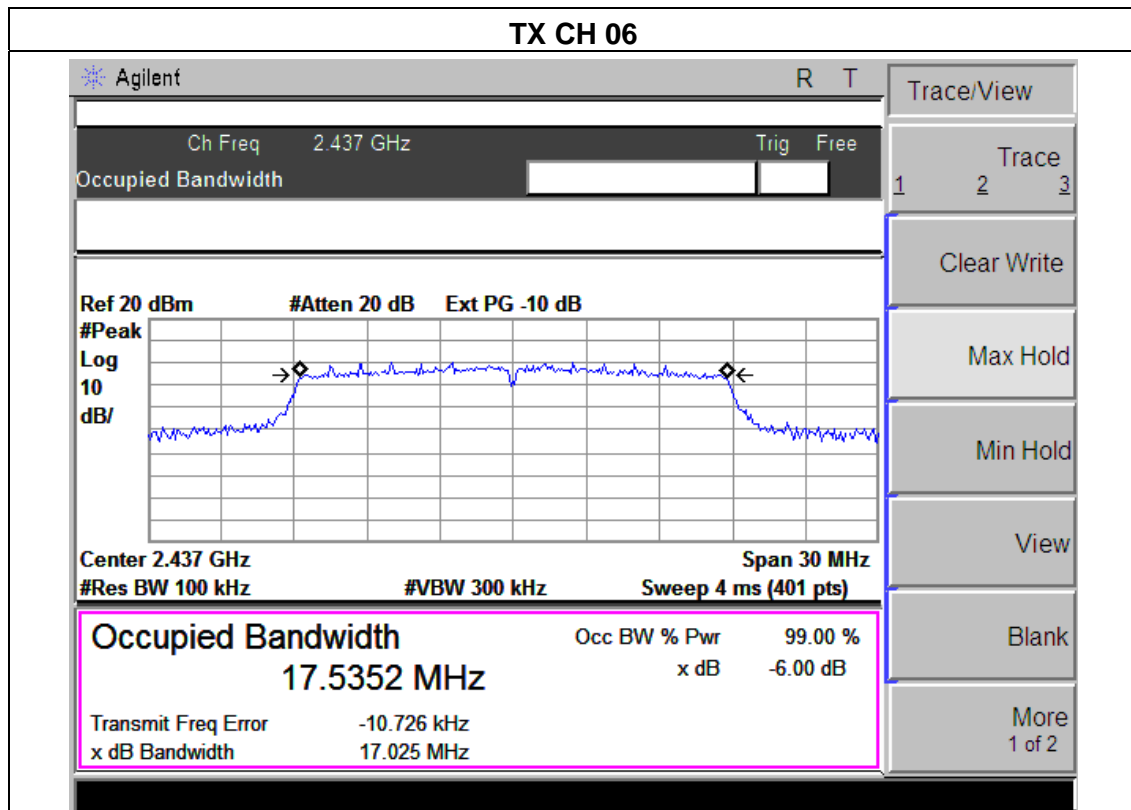 TX CH 06
Agilent R T
Trace/View
Ch Freq 2.437 GHz Trig Free
Occupied Bandwidth
Trace
1 2 3
Clear Write
Ref 20 dBm #Atten 20 dB Ext PG -10 dB
#Peak
Log
10
dB/
Max Hold
Min Hold
View
Center 2.437 GHz Span 30 MHz
#Res BW 100 kHz #VBW 300 kHz Sweep 4 ms (401 pts)
Occupied Bandwidth Occ BW % Pwr 99.00 %
17.5352 MHz x dB -6.00 dB
Blank
Transmit Freq Error -10.726 kHz
x dB Bandwidth 17.025 MHz
More
1 of 2